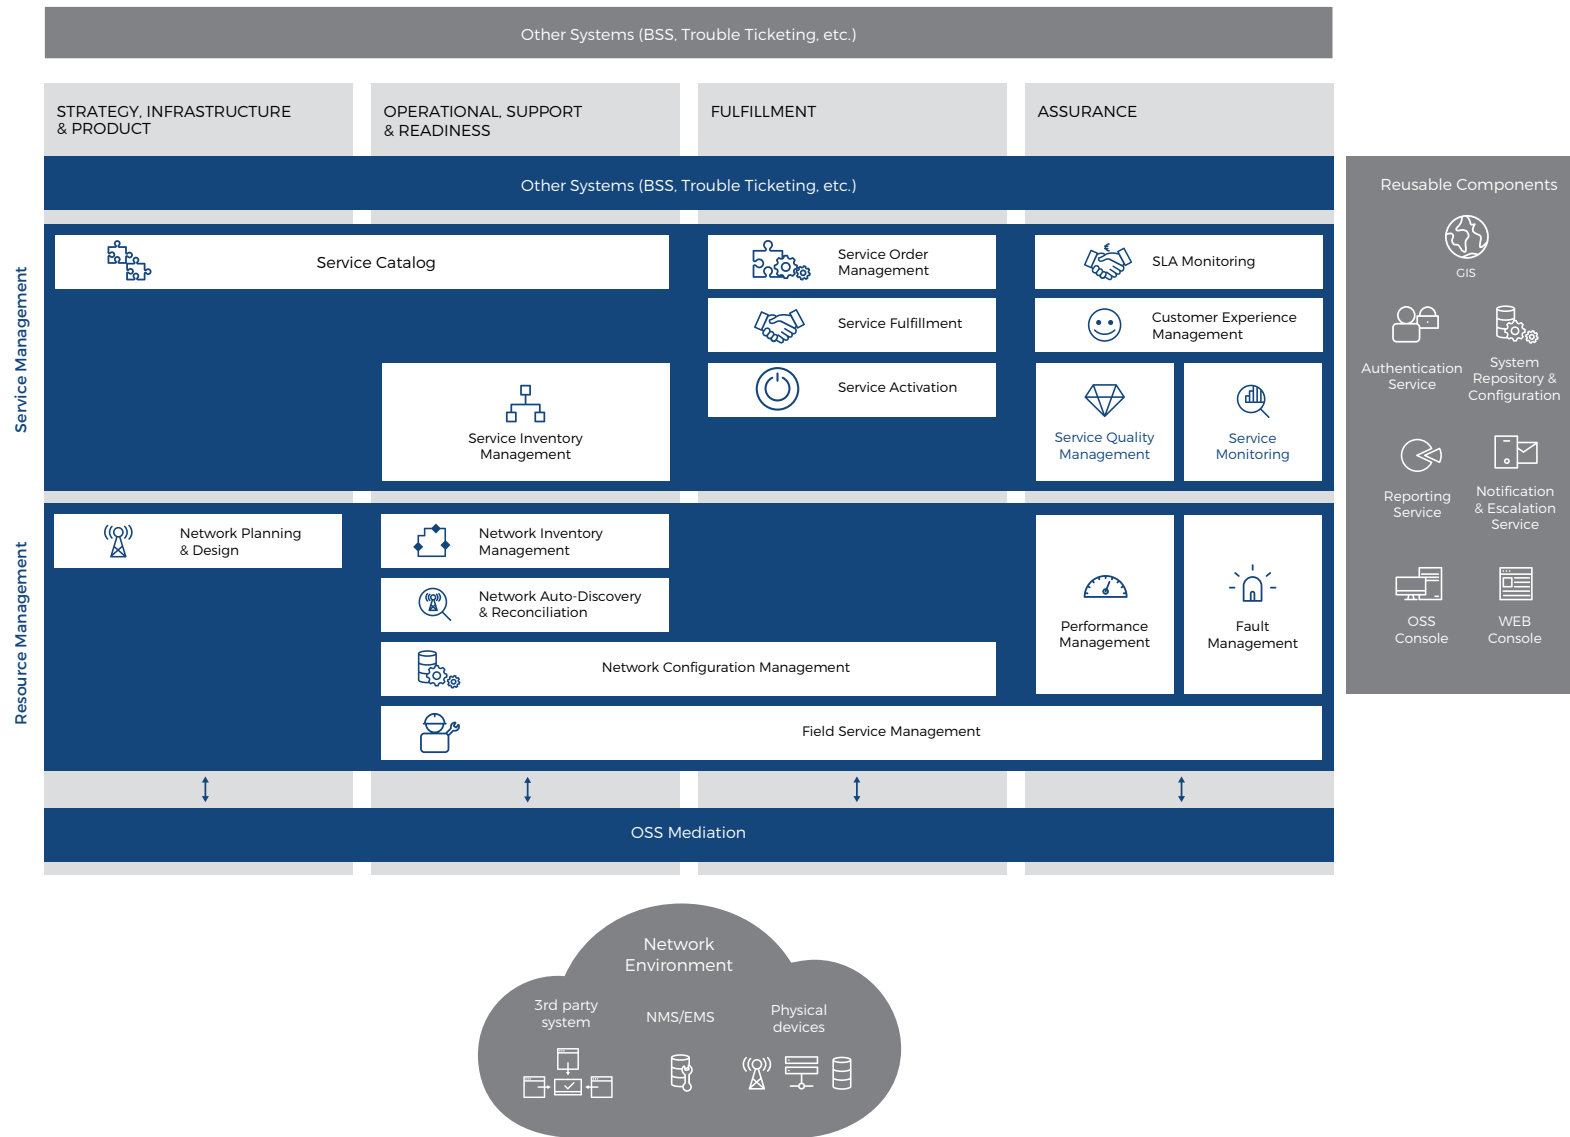 Other Systems (BSS, Trouble Ticketing, etc.)
STRATEGY, INFRASTRUCTURE
& PRODUCT
OPERATIONAL, SUPPORT
& READINESS
FULFILLMENT
ASSURANCE
Other Systems (BSS, Trouble Ticketing, etc.)
Service Management
Service Catalog
Service Order
Management
SLA Monitoring
Service Fulfillment
Customer Experience
Management
Service Inventory
Management
Service Activation
Service Quality
Management
Service
Monitoring
Resource Management
Network Planning
& Design
Network Inventory
Management
Network Auto-Discovery
& Reconciliation
Network Configuration Management
Performance
Management
Fault
Management
Field Service Management
OSS Mediation
Reusable Components
GIS
Authentication
Service
System
Repository &
Configuration
Reporting
Service
Notification
& Escalation
Service
OSS
Console
WEB
Console
Network
Environment
3rd party
system
NMS/EMS
Physical
devices